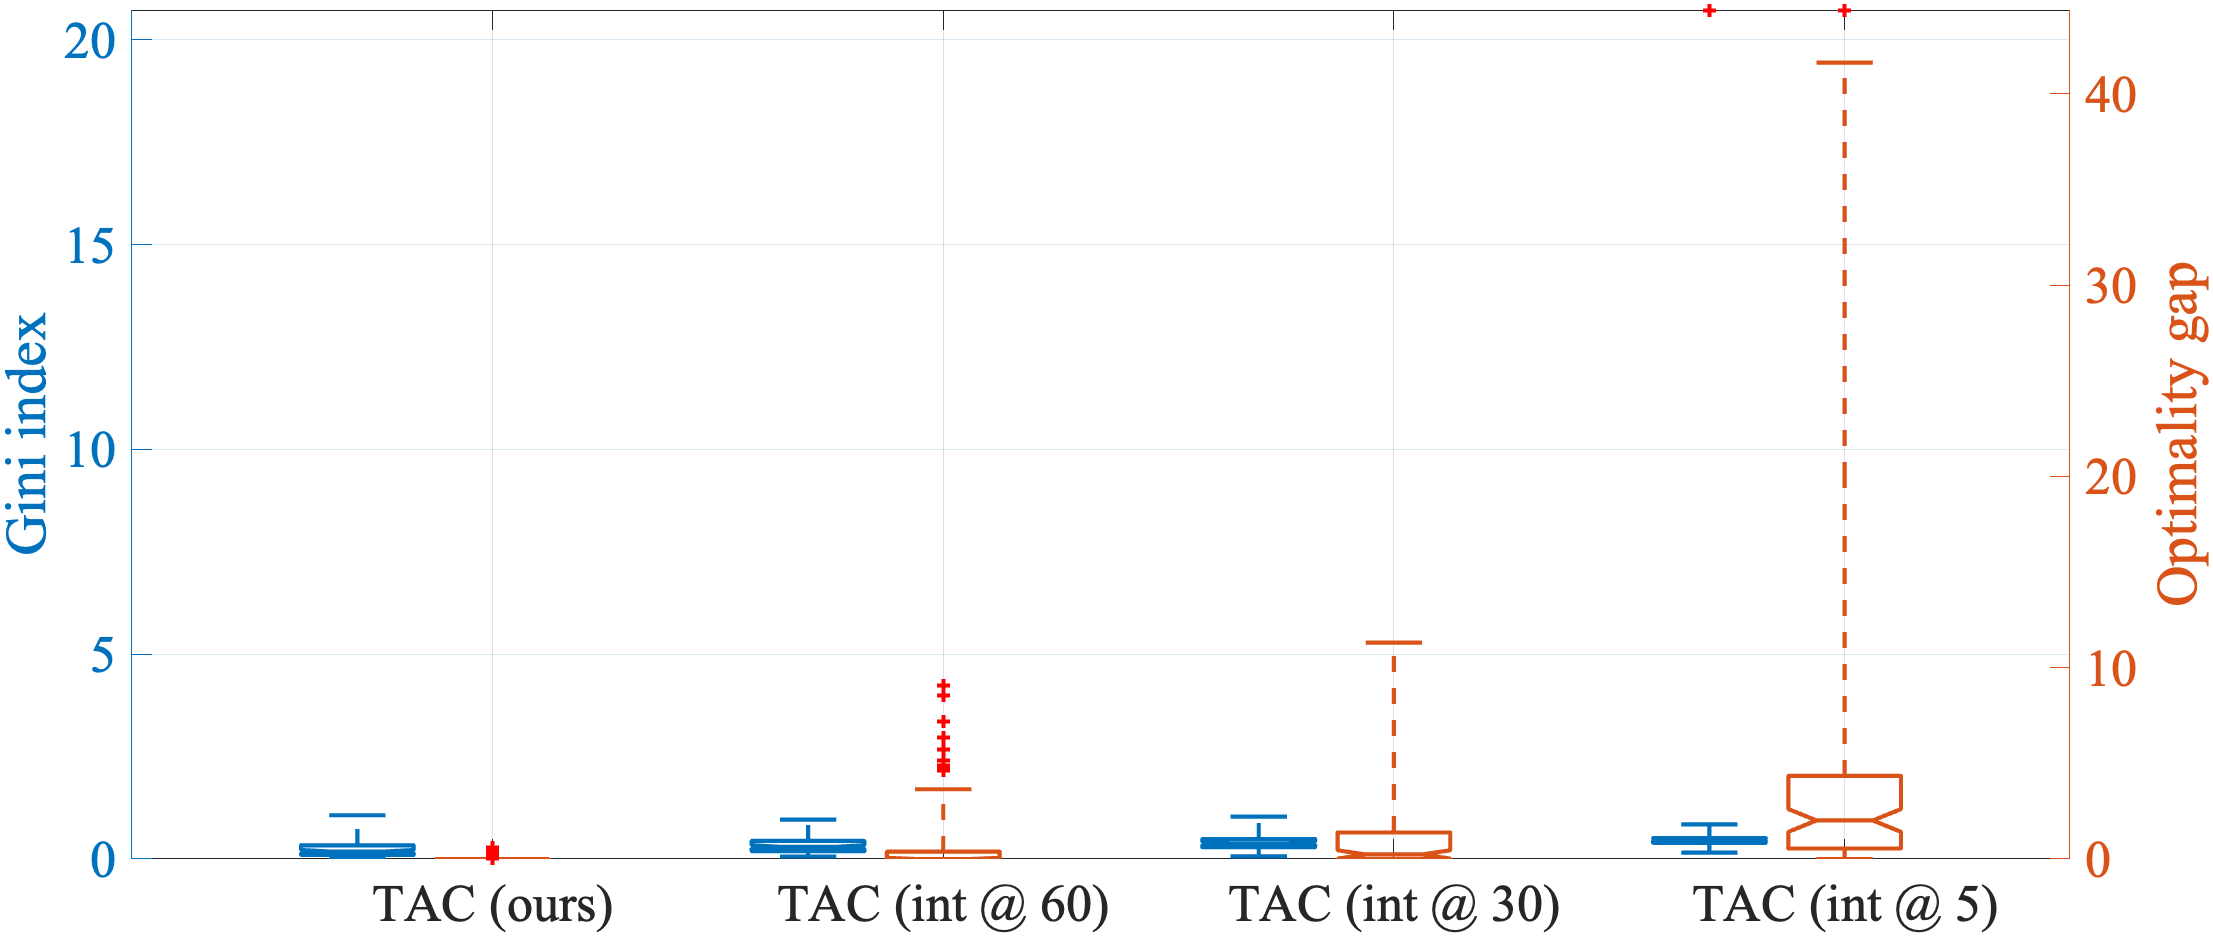 Gini index
20
15
10
5
0
40
30
20
10
0
Optimality gap
TAC (ours)
TAC (int @ 60)
TAC (int @ 30)
TAC (int @ 5)